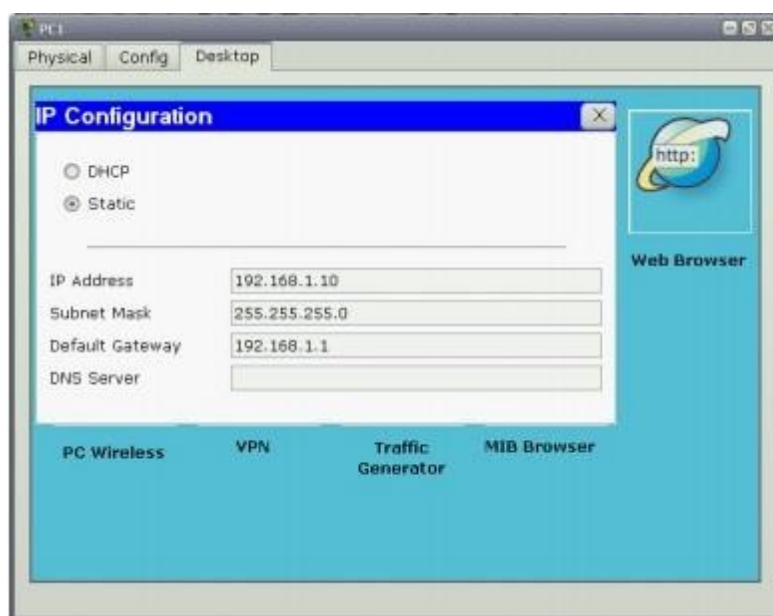 PC1
Physical Config Desktop
IP Configuration X
http:
DHCP
Static
Web Browser
IP Address 192.168.1.10
Subnet Mask 255.255.255.0
Default Gateway 192.168.1.1
DNS Server
PC Wireless VPN Traffic Generator MIB Browser